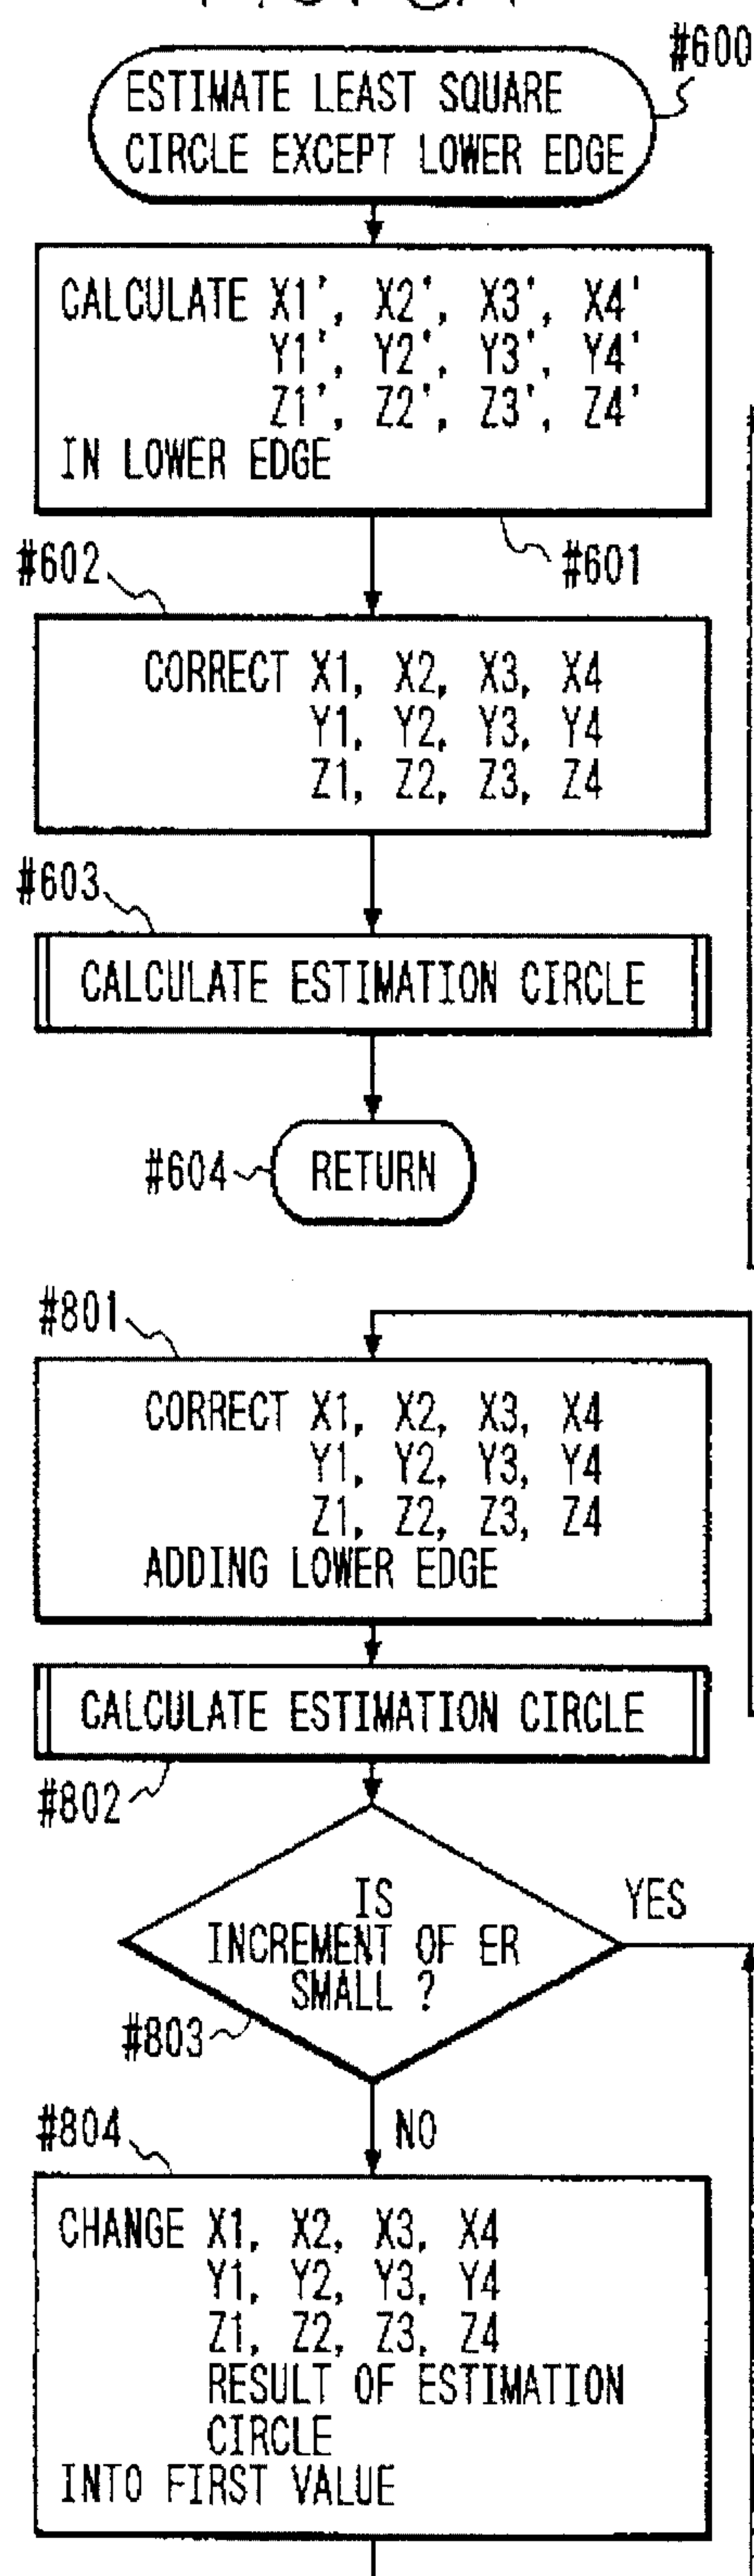 #600
ESTIMATE LEAST SQUARE
CIRCLE EXCEPT LOWER EDGE
CALCULATE X1', X2', X3', X4'
Y1', Y2', Y3', Y4'
Z1', Z2', Z3', Z4'
IN LOWER EDGE
#601
#602
CORRECT X1, X2, X3, X4
Y1, Y2, Y3, Y4
Z1, Z2, Z3, Z4
#603
CALCULATE ESTIMATION CIRCLE
#604
RETURN
#801
CORRECT X1, X2, X3, X4
Y1, Y2, Y3, Y4
Z1, Z2, Z3, Z4
ADDING LOWER EDGE
CALCULATE ESTIMATION CIRCLE
#802
IS
INCREMENT OF ER
SMALL ?
YES
#803
NO
#804
CHANGE X1, X2, X3, X4
Y1, Y2, Y3, Y4
Z1, Z2, Z3, Z4
RESULT OF ESTIMATION
CIRCLE
INTO FIRST VALUE